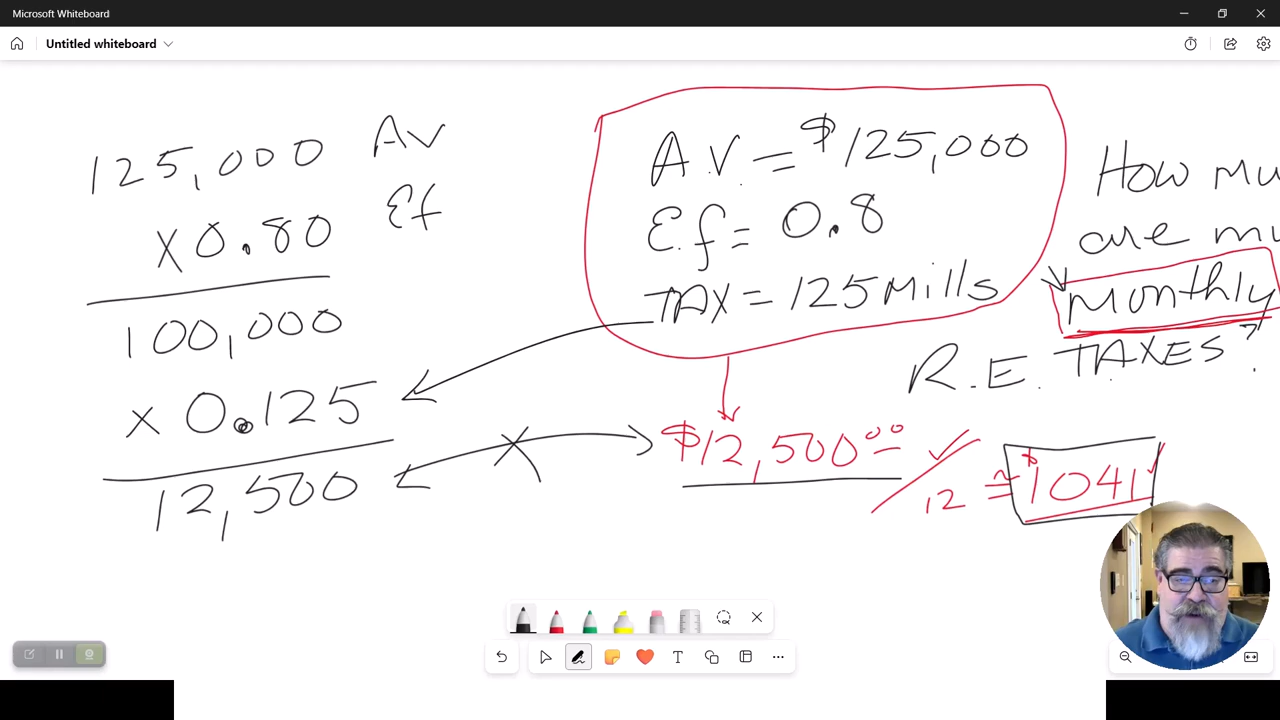 Microsoft Whiteboard
Untitled whiteboard
125,000 AV
x 0.80 Ef
100,000
x 0.125
12,500
A.V. = $125,000
E.f = 0.8
TAX = 125 Mills
$12,500.00 / 12 ≈ $1041
How mu
are my
monthly
R.E. TAXES?
T